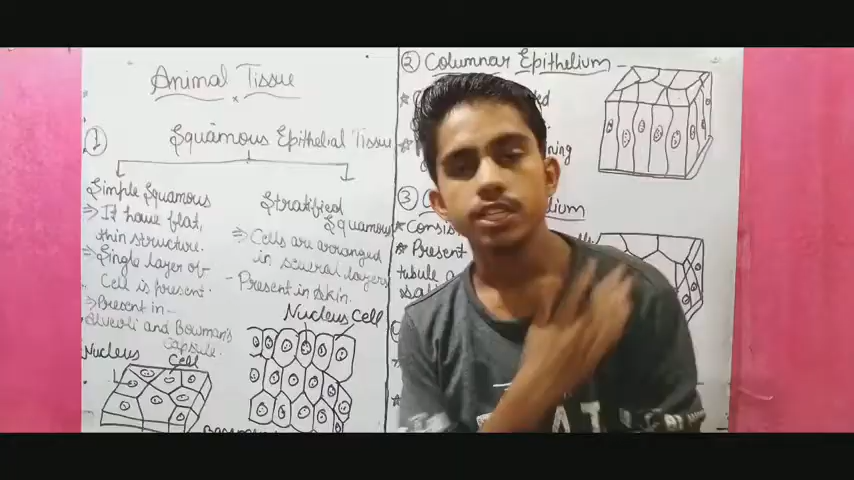 Animal Tissue
①
Squamous Epithelial Tissue
Simple Squamous
⇒ It have flat,
thin structure.
⇒ Single layer of
Cell is present.
⇒ Present in -
Alveoli and Bowman's
Capsule.
Nucleus
Cell
Stratified
Squamous
⇒ Cells are arranged
in several layers
- Present in skin.
Nucleus Cell
② Columnar Epithelium -
③
* Consis
* Present
tubule